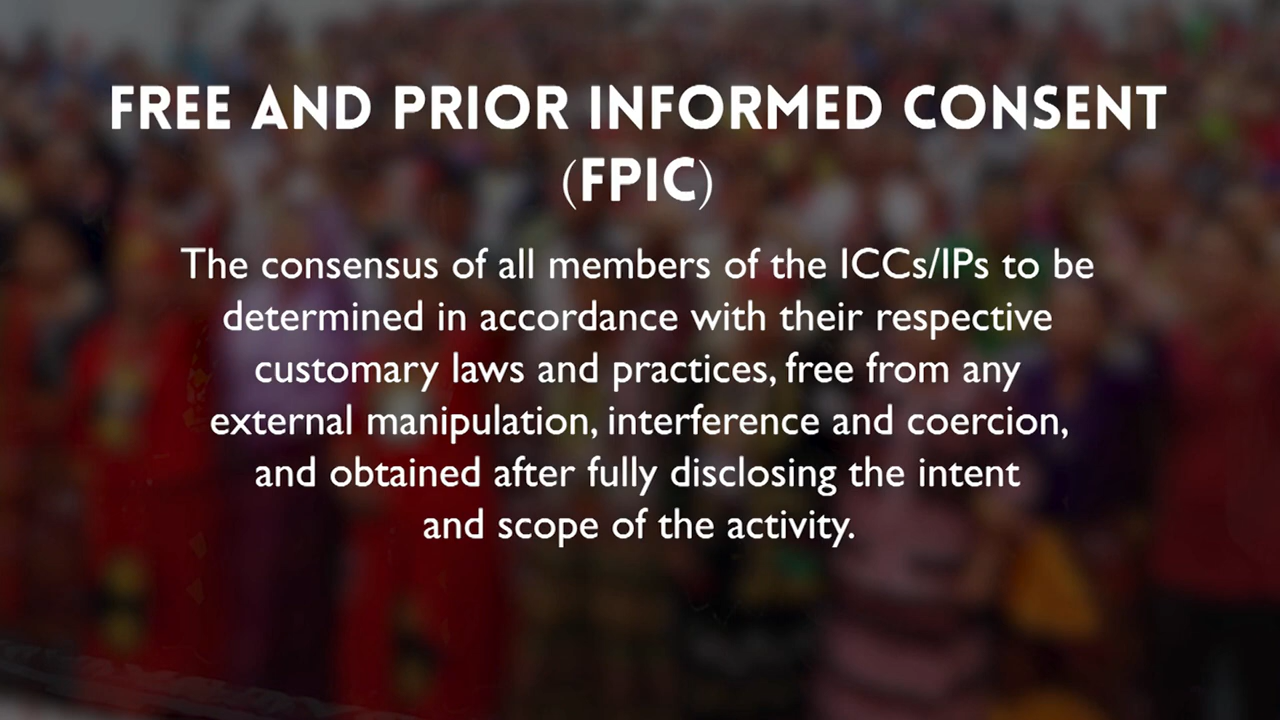 FREE AND PRIOR INFORMED CONSENT
(FPIC)
The consensus of all members of the ICCs/IPs to be
determined in accordance with their respective
customary laws and practices, free from any
external manipulation, interference and coercion,
and obtained after fully disclosing the intent
and scope of the activity.